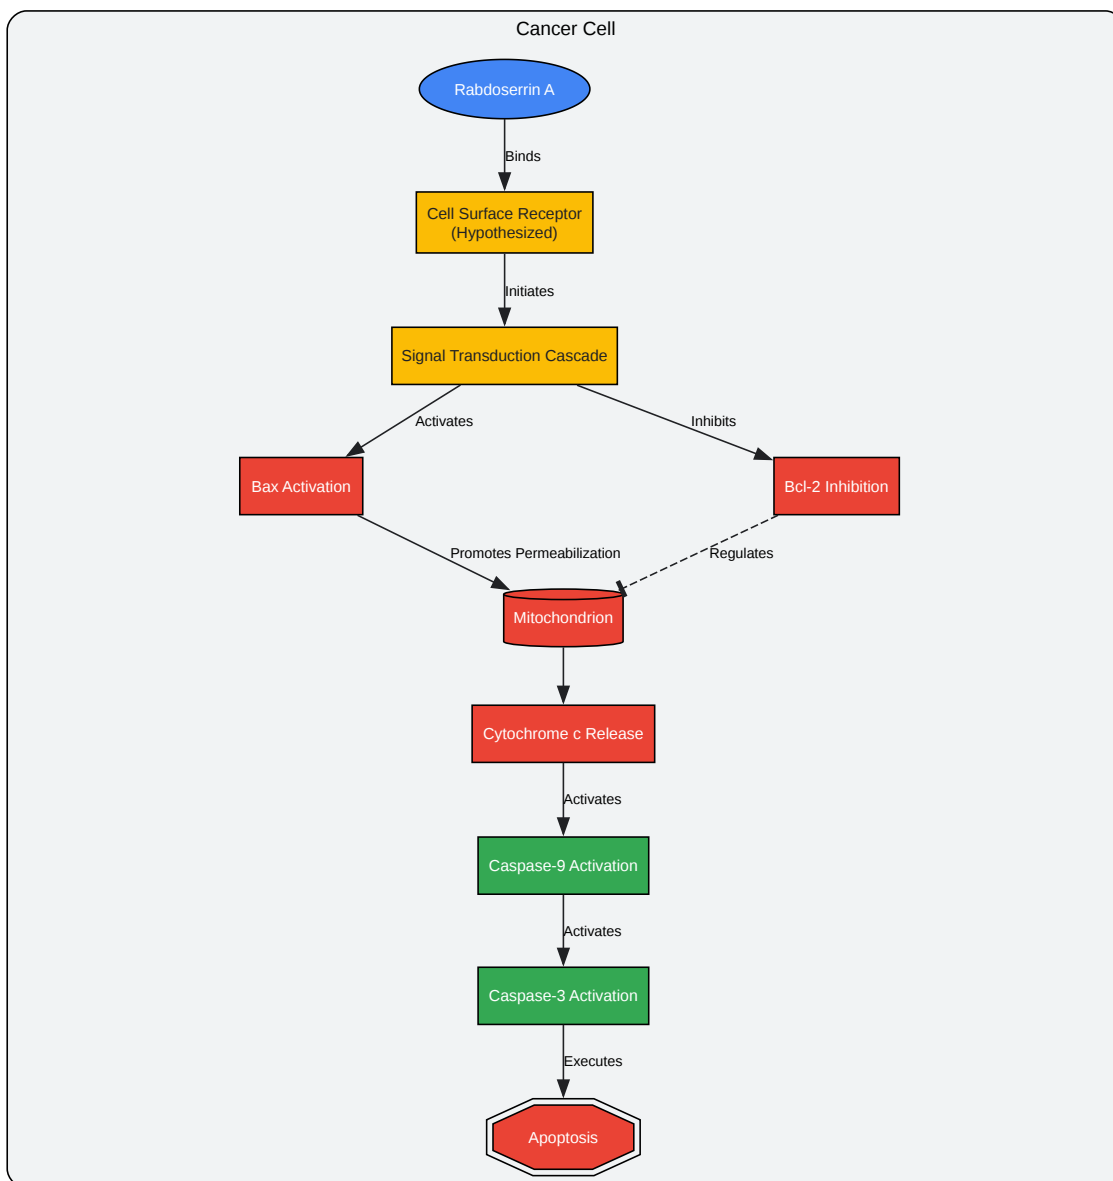 Cancer Cell
Rabdoserrin A
Binds
Cell Surface Receptor
(Hypothesized)
Initiates
Signal Transduction Cascade
Activates
Inhibits
Bax Activation
Bcl-2 Inhibition
Promotes Permeabilization
Regulates
Mitochondrion
Cytochrome c Release
Activates
Caspase-9 Activation
Activates
Caspase-3 Activation
Executes
Apoptosis